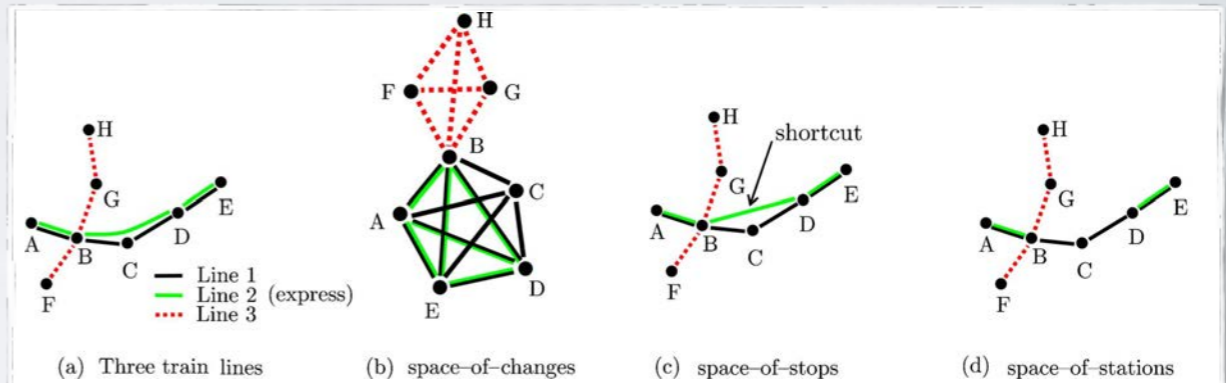 H
G
E
D
A
B
C
F
Line 1
Line 2 (express)
Line 3
(a) Three train lines
H
F
G
B
C
A
D
E
(b) space-of-changes
H
shortcut
G
E
D
A
B
C
F
(c) space-of-stops
H
G
E
D
A
B
C
F
(d) space-of-stations